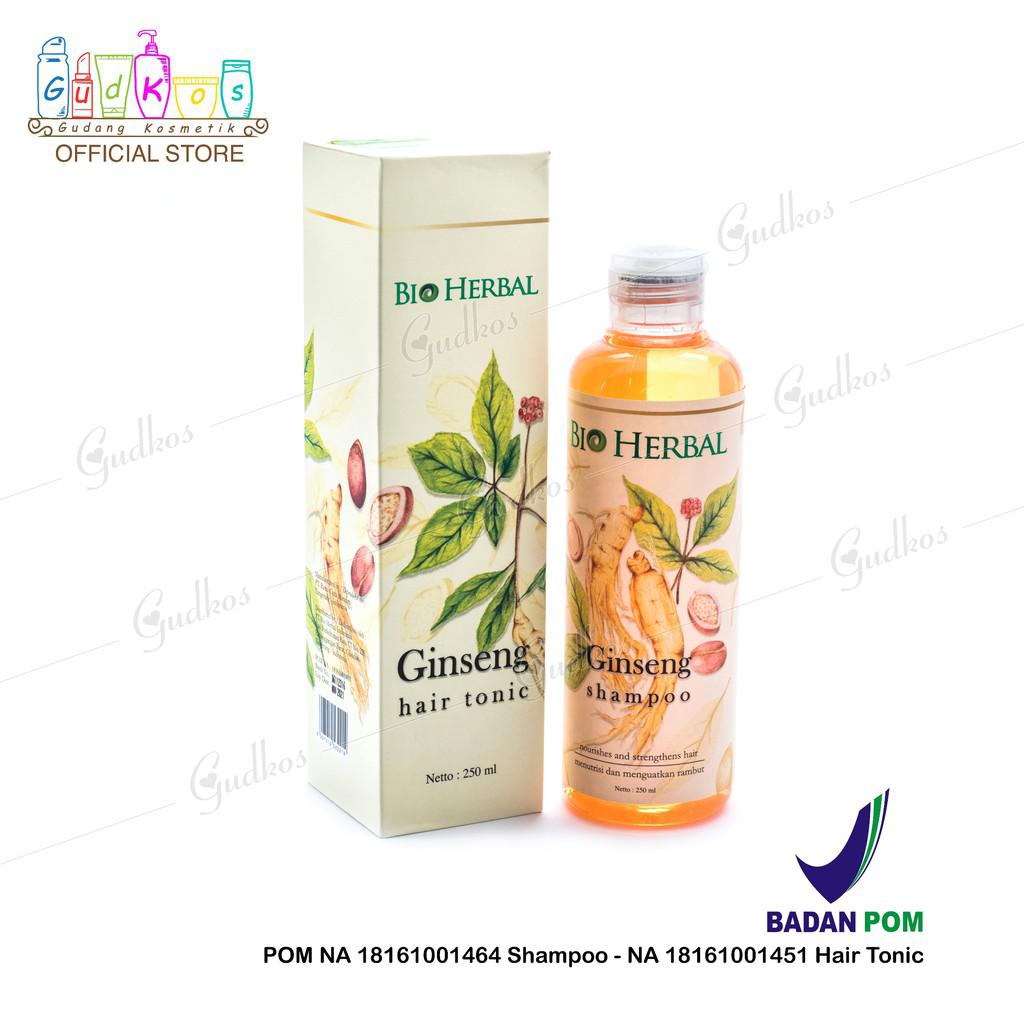 GudKos
Gudang Kosmetik
OFFICIAL STORE
BIO HERBAL
Ginseng
hair tonic
Netto : 250 ml
BIO HERBAL
Ginseng
shampoo
nourishes and strengthens hair
menutrisi dan menguatkan rambut
Netto : 250 ml
Gudkos
Gudkos
Gudkos
Gudkos
Gudkos
Gudkos
Gudkos
BADAN POM
POM NA 18161001464 Shampoo - NA 18161001451 Hair Tonic